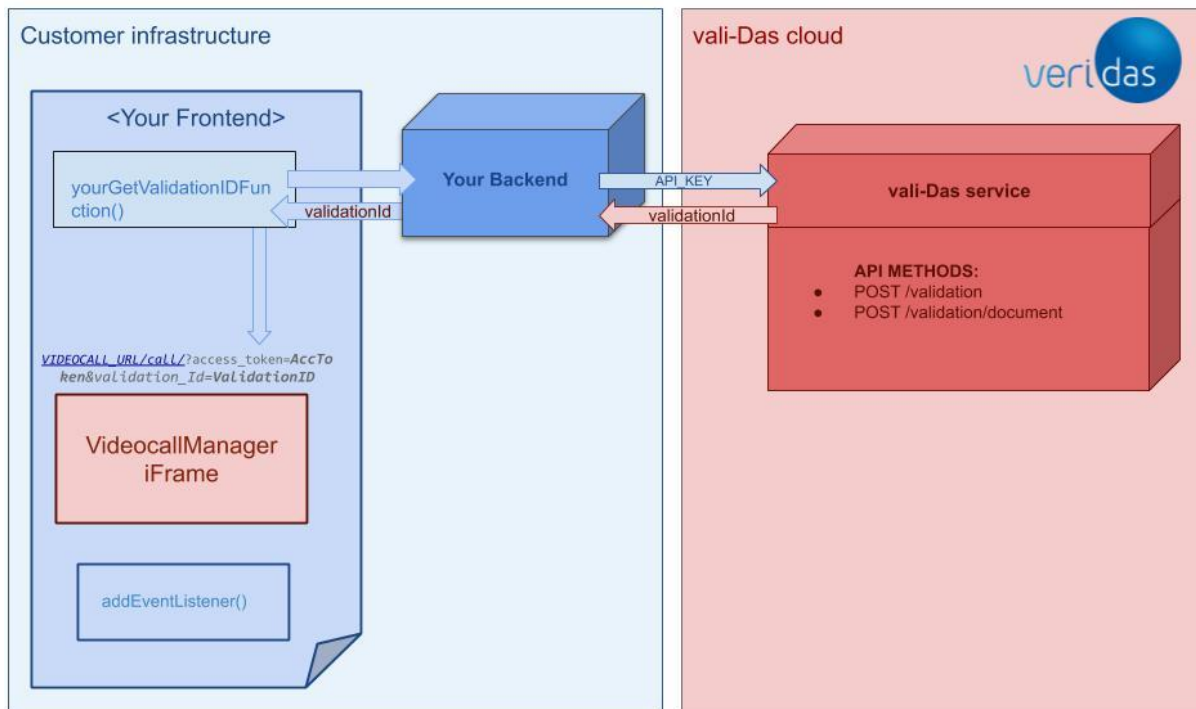 Customer infrastructure
vali-Das cloud
veridas
<Your Frontend>
yourGetValidationIDFun
ction()
validationId
Your Backend
API_KEY
validationId
vali-Das service
API METHODS:
● POST /validation
● POST /validation/document
VIDEOCALL_URL/call/?access_token=AccTo
ken&validation_Id=ValidationID
VideocallManager
iFrame
addEventListener()